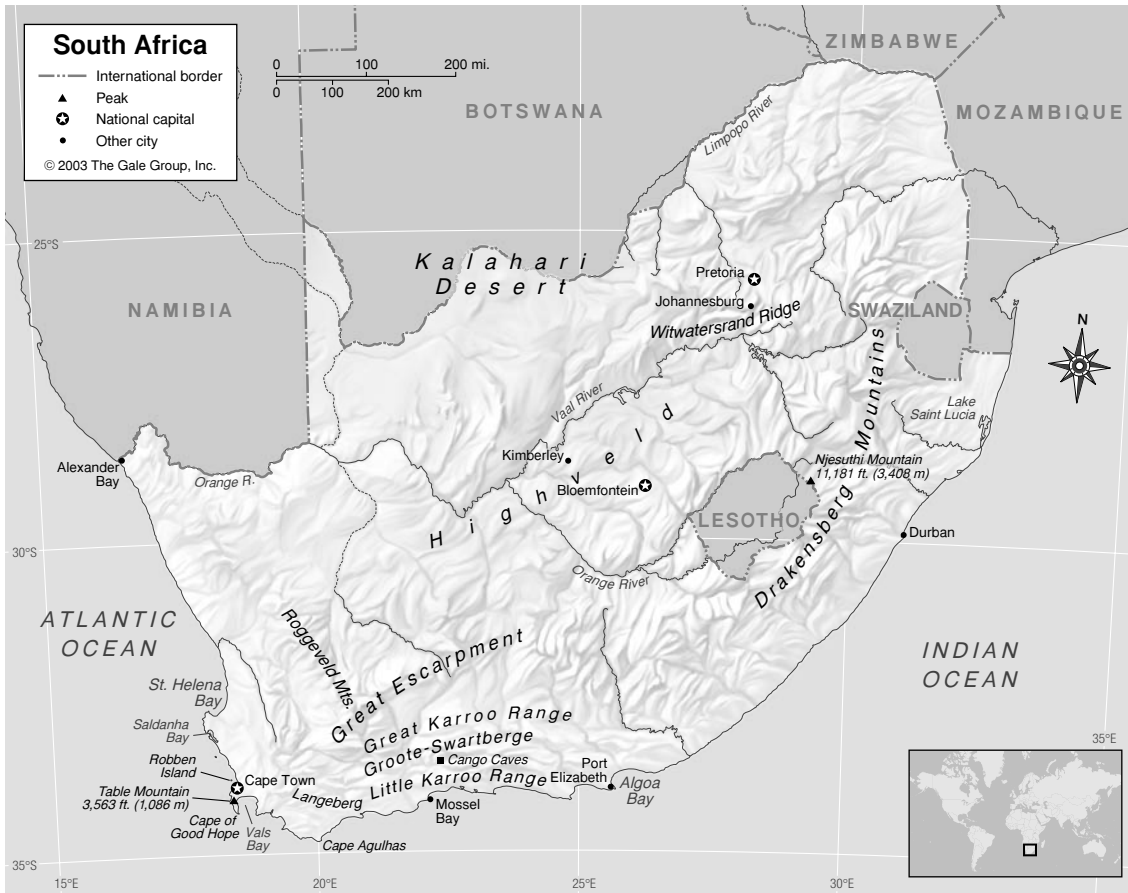 South Africa
International border
Peak
National capital
Other city
© 2003 The Gale Group, Inc.
0 100 200 mi.
0 100 200 km
ZIMBABWE
BOTSWANA
MOZAMBIQUE
Limpopo River
25°S
Kalahari
Desert
Pretoria
Johannesburg
Witwatersrand Ridge
NAMIBIA
SWAZILAND
N
Vaal River
Lake
Saint Lucia
Alexander
Bay
Orange R.
Kimberley
Highveld
Bloemfontein
Njesuthi Mountain
11,181 ft. (3,408 m)
LESOTHO
Drakensberg Mountains
Durban
30°S
Orange River
ATLANTIC
OCEAN
INDIAN
OCEAN
Roggeveld Mts.
Great Escarpment
St. Helena
Bay
Saldanha
Bay
Great Karroo Range
Groote-Swartberge
Cango Caves
Little Karroo Range
Port
Elizabeth
Algoa
Bay
35°E
Robben
Island
Cape Town
Table Mountain
3,563 ft. (1,086 m)
Langeberg
Mossel
Bay
Cape of
Good Hope
Vals
Bay
Cape Agulhas
35°S
15°E
20°E
25°E
30°E